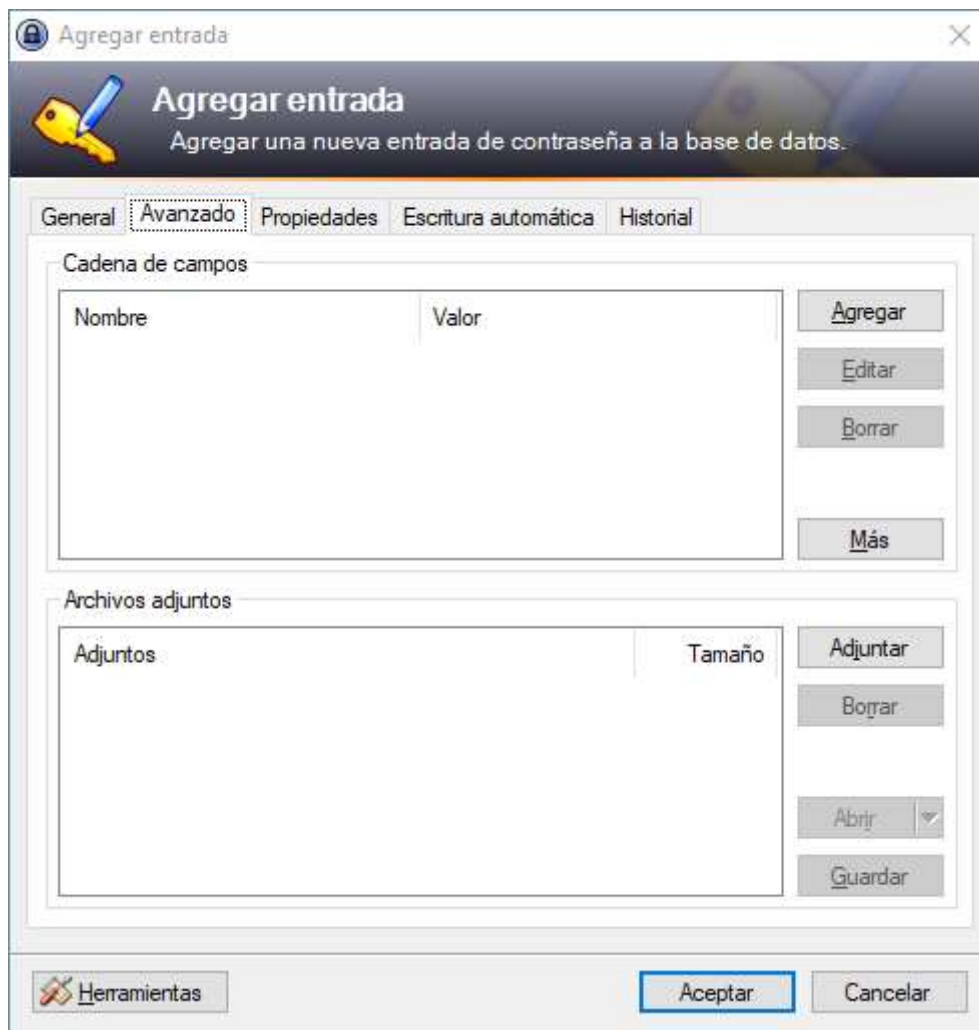 Agregar entrada
Agregar entrada
Agregar una nueva entrada de contraseña a la base de datos.
General Avanzado Propiedades Escritura automática Historial
Cadena de campos
Nombre Valor
Agregar
Editar
Borrar
Más
Archivos adjuntos
Adjuntos Tamaño
Adjuntar
Borrar
Abrir
Guardar
Herramientas Aceptar Cancelar